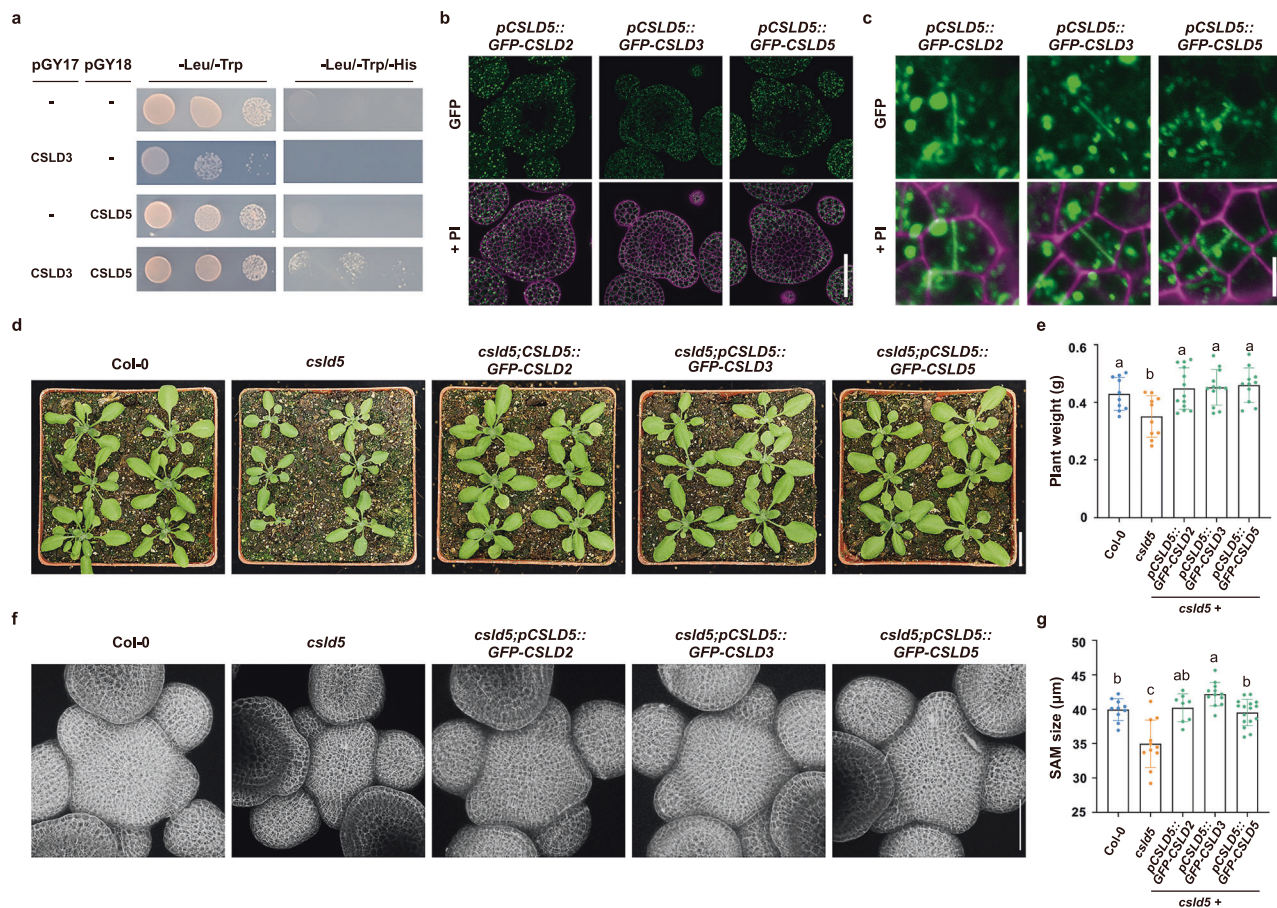 a
pGY17 pGY18 -Leu/-Trp -Leu/-Trp/-His
- -
CSLD3 -
- CSLD5
CSLD3 CSLD5
b
pCSLD5::
GFP-CSLD2
pCSLD5::
GFP-CSLD3
pCSLD5::
GFP-CSLD5
GFP
+ PI
c
pCSLD5::
GFP-CSLD2
pCSLD5::
GFP-CSLD3
pCSLD5::
GFP-CSLD5
GFP
+ PI
d
Col-0
csld5
csld5;CSLD5::
GFP-CSLD2
csld5;pCSLD5::
GFP-CSLD3
csld5;pCSLD5::
GFP-CSLD5
e
Plant weight (g)
0.6
0.4
0.2
0
a
b
a
a
a
Col-0
csld5
pCSLD5::
GFP-CSLD2
pCSLD5::
GFP-CSLD3
pCSLD5::
GFP-CSLD5
csld5 +
f
Col-0
csld5
csld5;pCSLD5::
GFP-CSLD2
csld5;pCSLD5::
GFP-CSLD3
csld5;pCSLD5::
GFP-CSLD5
g
SAM size (μm)
50
45
40
35
30
25
b
c
ab
a
b
Col-0
csld5
pCSLD5::
GFP-CSLD2
pCSLD5::
GFP-CSLD3
pCSLD5::
GFP-CSLD5
csld5 +